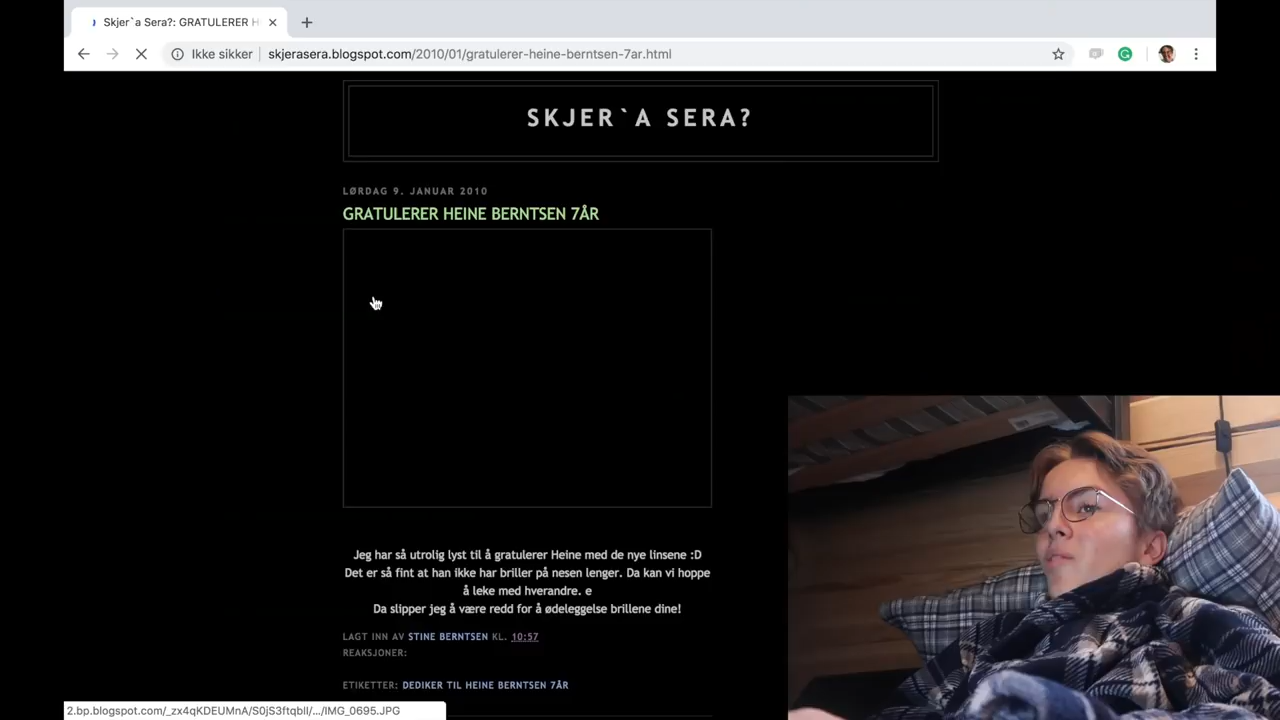 Skjer`a Sera?: GRATULERER H
Ikke sikker
skjerasera.blogspot.com/2010/01/gratulerer-heine-berntsen-7ar.html
SKJER`A SERA?
LØRDAG 9. JANUAR 2010
GRATULERER HEINE BERNTSEN 7ÅR
Jeg har så utrolig lyst til å gratulerer Heine med de nye linsene :D
Det er så fint at han ikke har briller på nesen lenger. Da kan vi hoppe
å leke med hverandre. e
Da slipper jeg å være redd for å ødeleggelse brillene dine!
LAGT INN AV STINE BERNTSEN KL. 10:57
REAKSJONER:
ETIKETTER: DEDIKER TIL HEINE BERNTSEN 7ÅR
2.bp.blogspot.com/_zx4qKDEUMnA/S0jS3ftqblI/.../IMG_0695.JPG